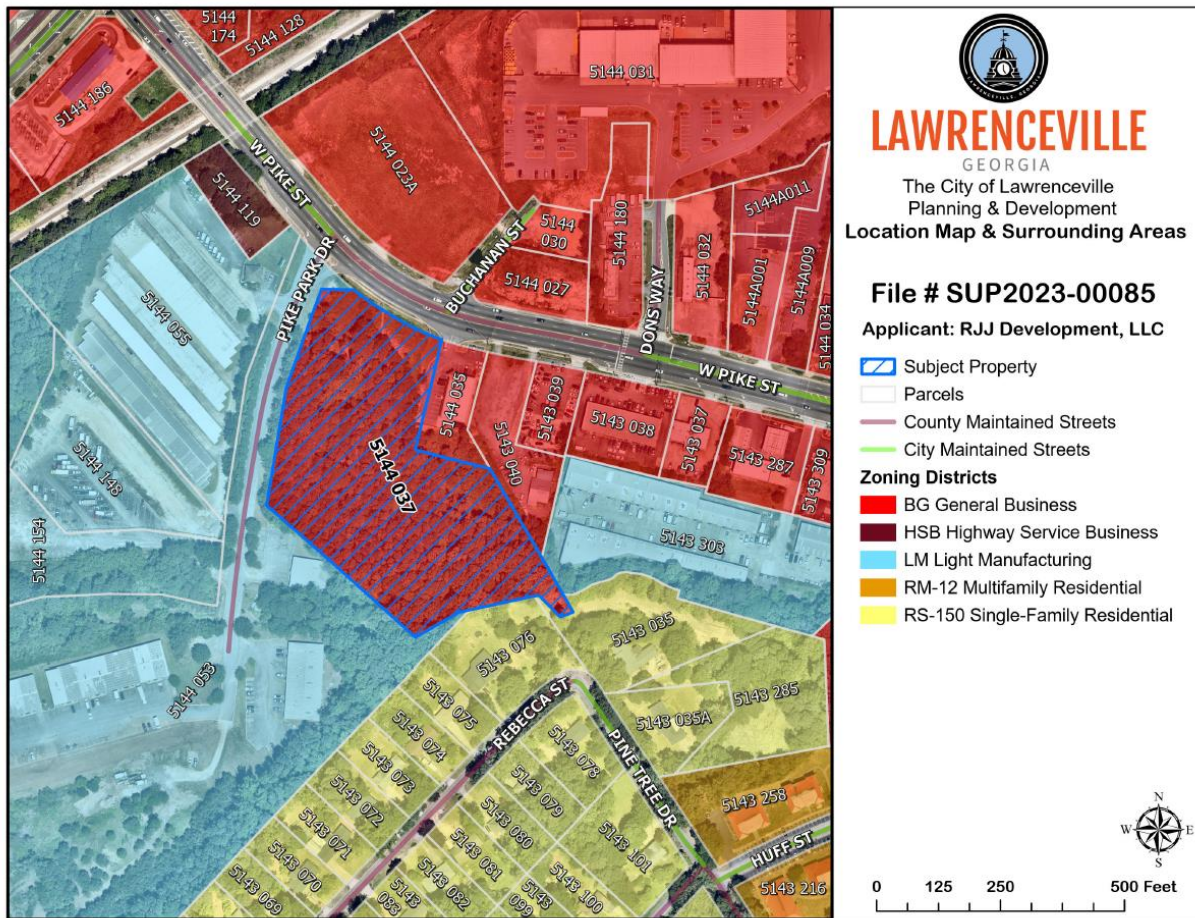 5144
174
5144 128
5144 031
5144 186
5144 023A
W PIKE ST
5144 119
BUCHANAN ST
5144
030
5144 180
5144 032
5144A011
5144 027
DONS WAY
5144A001
5144A009
5144 034
PIKE PARK DR
5144 055
W PIKE ST
5144 035
5143 039
5143 038
5143 037
5143 287
5143 309
5143 040
5144 037
5144 148
5144 154
5143 303
5143 035
5143 076
5143 285
5143 035A
5144 053
5143 075
REBECCA ST
5143 078
PINE TREE DR
5143 074
5143 073
5143 079
5143 258
5143 072
5143 080
5143 071
5143 081
5143 101
HUFF ST
5143 070
5143 082
5143 100
5143 216
5143 069
5143
083
5143
099
LAWRENCEVILLE, GEORGIA
LAWRENCEVILLE
GEORGIA
The City of Lawrenceville
Planning & Development
Location Map & Surrounding Areas
File # SUP2023-00085
Applicant: RJJ Development, LLC
Subject Property
Parcels
County Maintained Streets
City Maintained Streets
Zoning Districts
BG General Business
HSB Highway Service Business
LM Light Manufacturing
RM-12 Multifamily Residential
RS-150 Single-Family Residential
N
W E
S
0 125 250 500 Feet